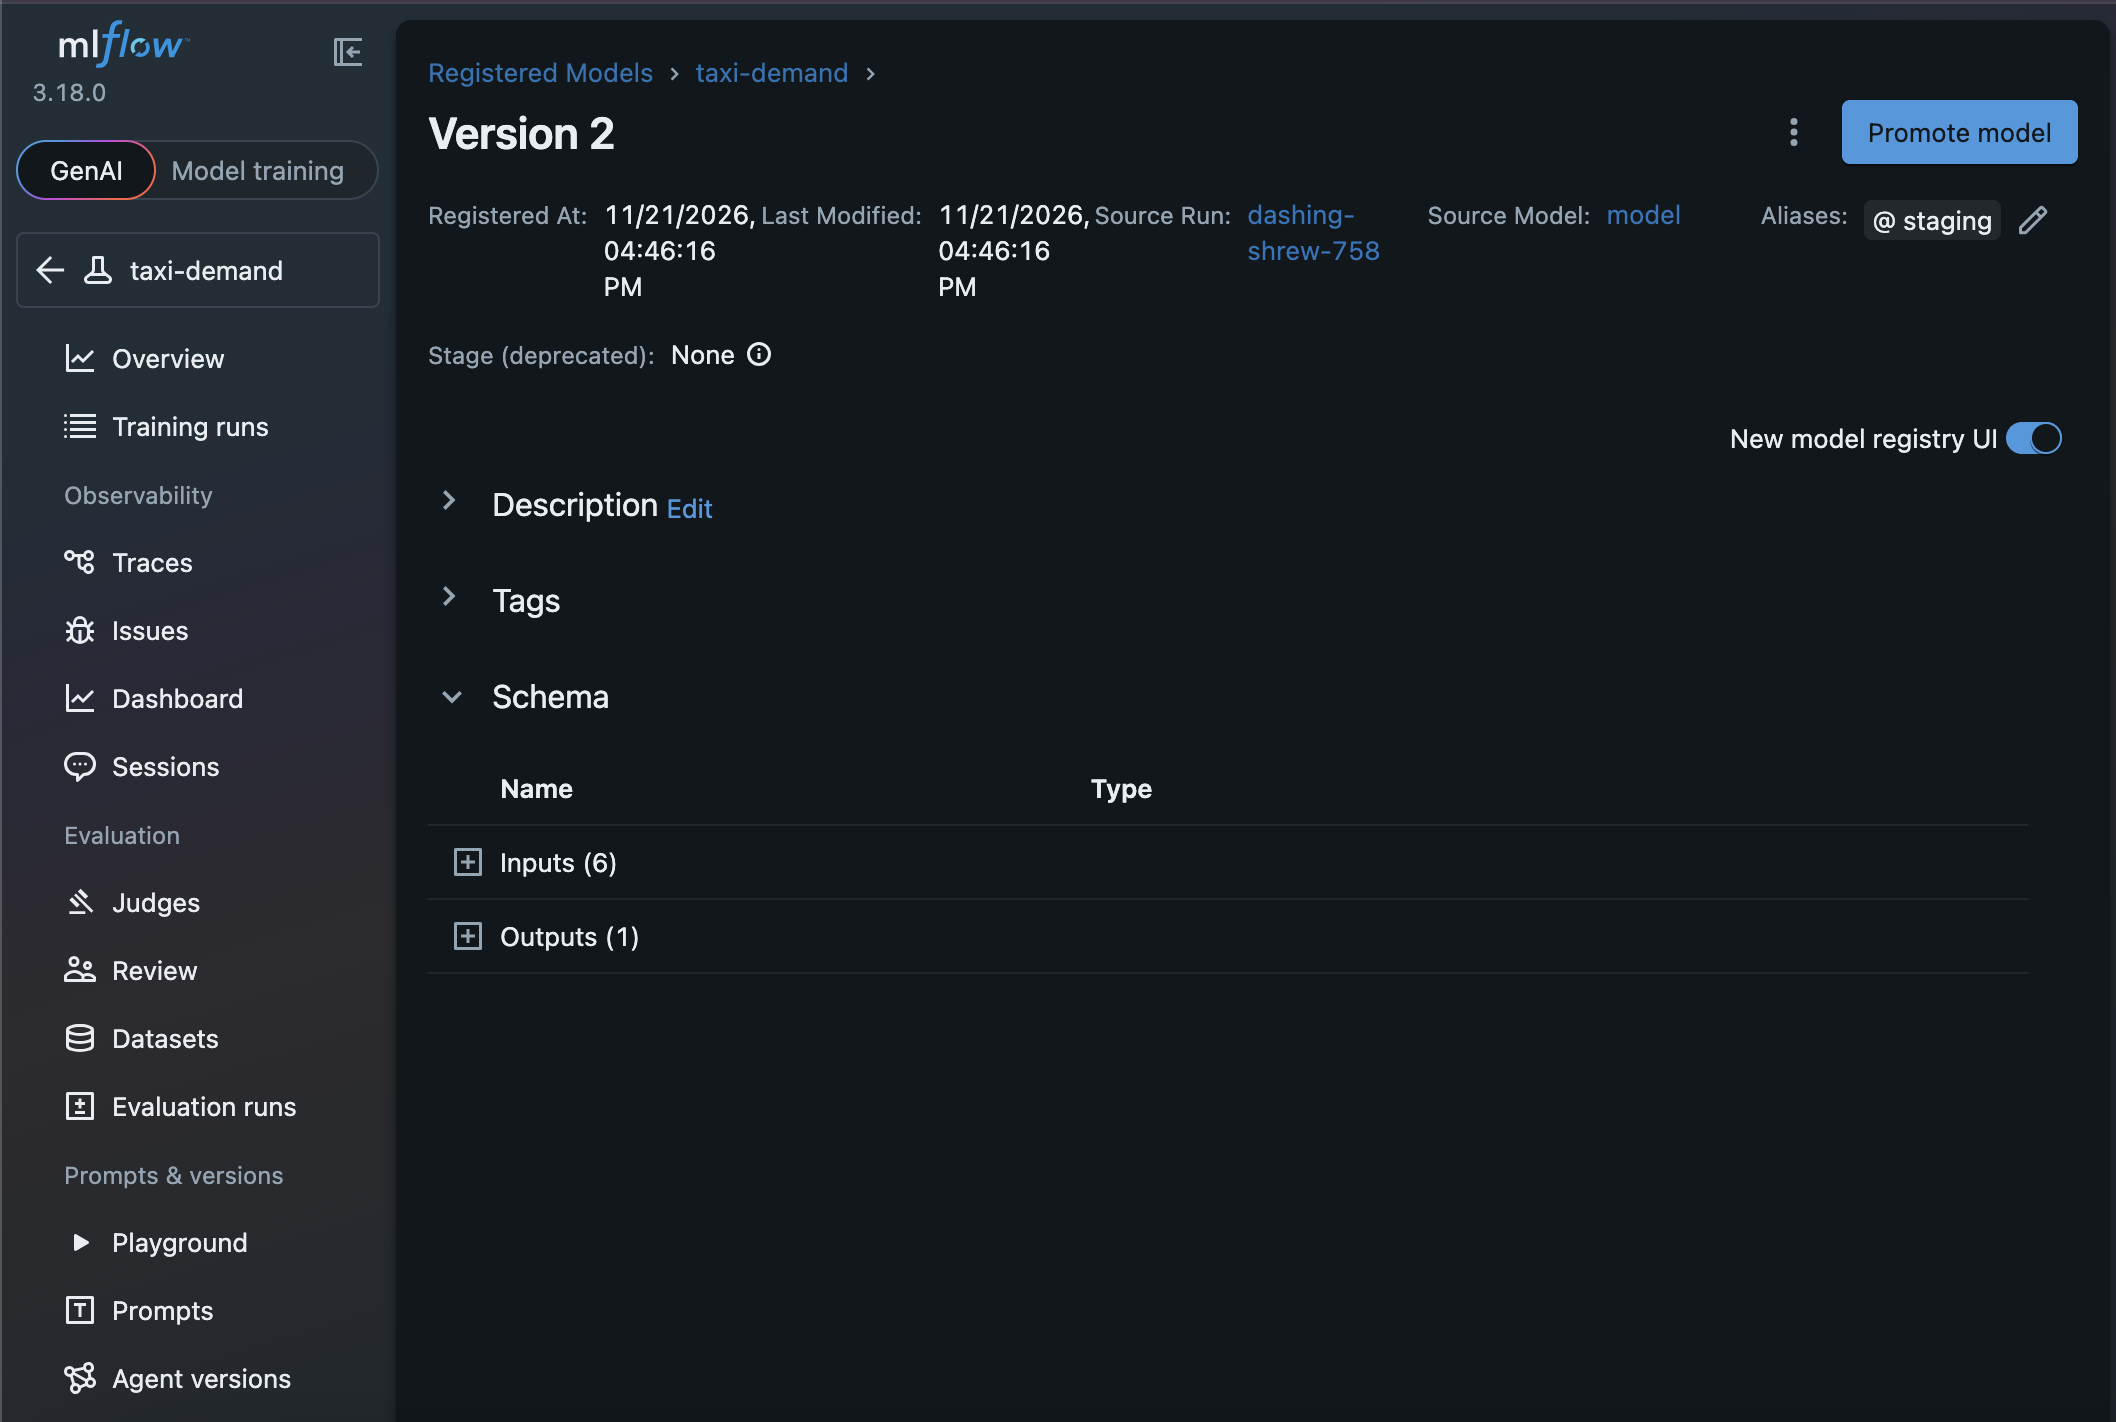 mlflow™
3.18.0
GenAI
Model training
taxi-demand
Overview
Training runs
Observability
Traces
Issues
Dashboard
Sessions
Evaluation
Judges
Review
Datasets
Evaluation runs
Prompts & versions
Playground
Prompts
Agent versions
Registered Models
taxi-demand
Version 2
Promote model
Registered At: 11/21/2026,
04:46:16
PM
Last Modified: 11/21/2026,
04:46:16
PM
Source Run: dashing-
shrew-758
Source Model: model
Aliases: @ staging
Stage (deprecated): None
New model registry UI
Description Edit
Tags
Schema
Name Type
Inputs (6)
Outputs (1)